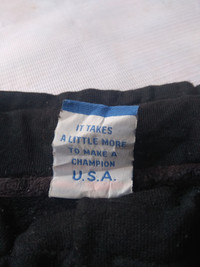 IT TAKES
A LITTLE MORE
TO MAKE A
CHAMPION
U.S.A.